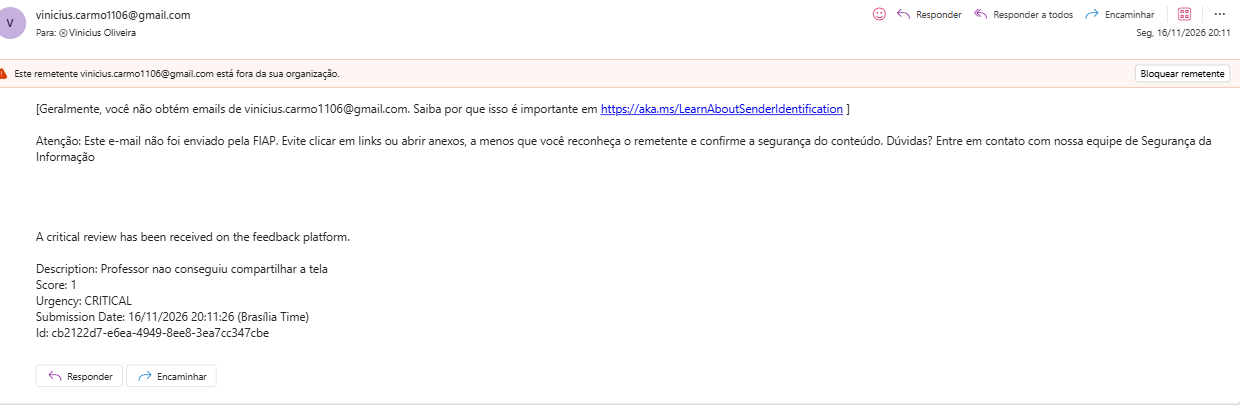 V
vinicius.carmo1106@gmail.com
Para: Vinicius Oliveira
Responder
Responder a todos
Encaminhar
Seg, 16/11/2026 20:11
Este remetente vinicius.carmo1106@gmail.com está fora da sua organização.
Bloquear remetente
[Geralmente, você não obtém emails de vinicius.carmo1106@gmail.com. Saiba por que isso é importante em https://aka.ms/LearnAboutSenderIdentification ]
Atenção: Este e-mail não foi enviado pela FIAP. Evite clicar em links ou abrir anexos, a menos que você reconheça o remetente e confirme a segurança do conteúdo. Dúvidas? Entre em contato com nossa equipe de Segurança da
Informação
A critical review has been received on the feedback platform.
Description: Professor nao conseguiu compartilhar a tela
Score: 1
Urgency: CRITICAL
Submission Date: 16/11/2026 20:11:26 (Brasília Time)
Id: cb2122d7-e6ea-4949-8ee8-3ea7cc347cbe
Responder
Encaminhar